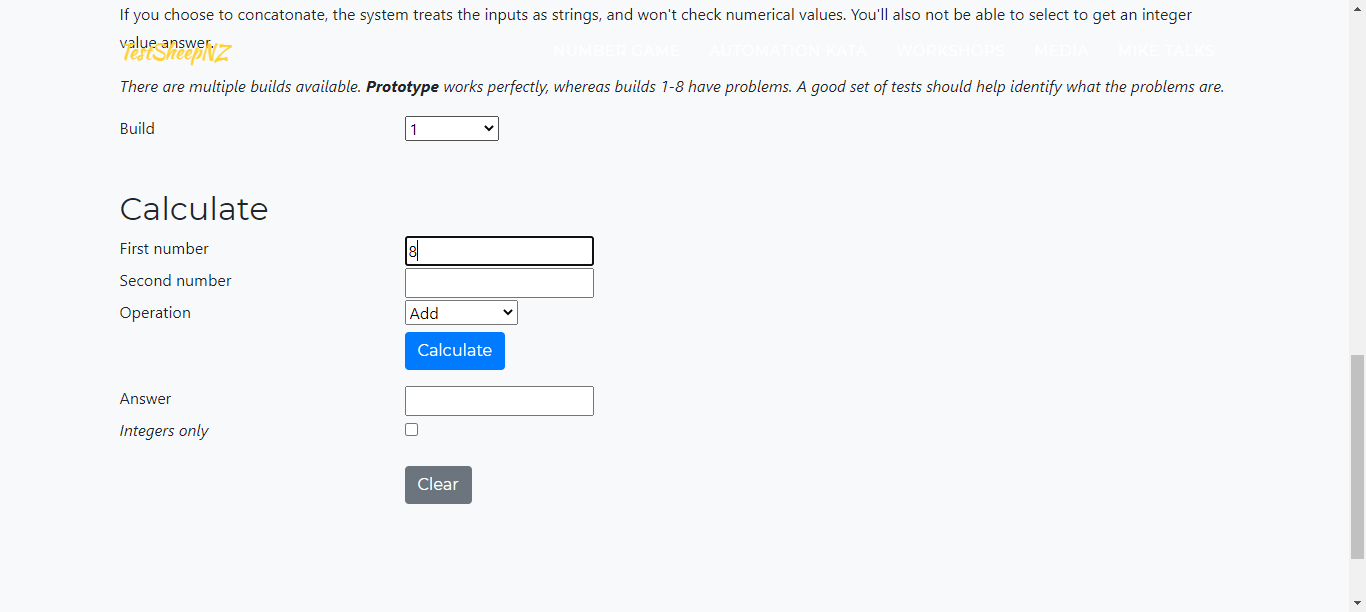 If you choose to concatonate, the system treats the inputs as strings, and won't check numerical values. You'll also not be able to select to get an integer
value answer.
TestSheepNZ NUMBER GAME AUTOMATION KATAS WORKSHOPS MEDIA MIKE TALKS
There are multiple builds available. Prototype works perfectly, whereas builds 1-8 have problems. A good set of tests should help identify what the problems are.
Build 1
Calculate
First number 8
Second number
Operation Add
Calculate
Answer
Integers only
Clear